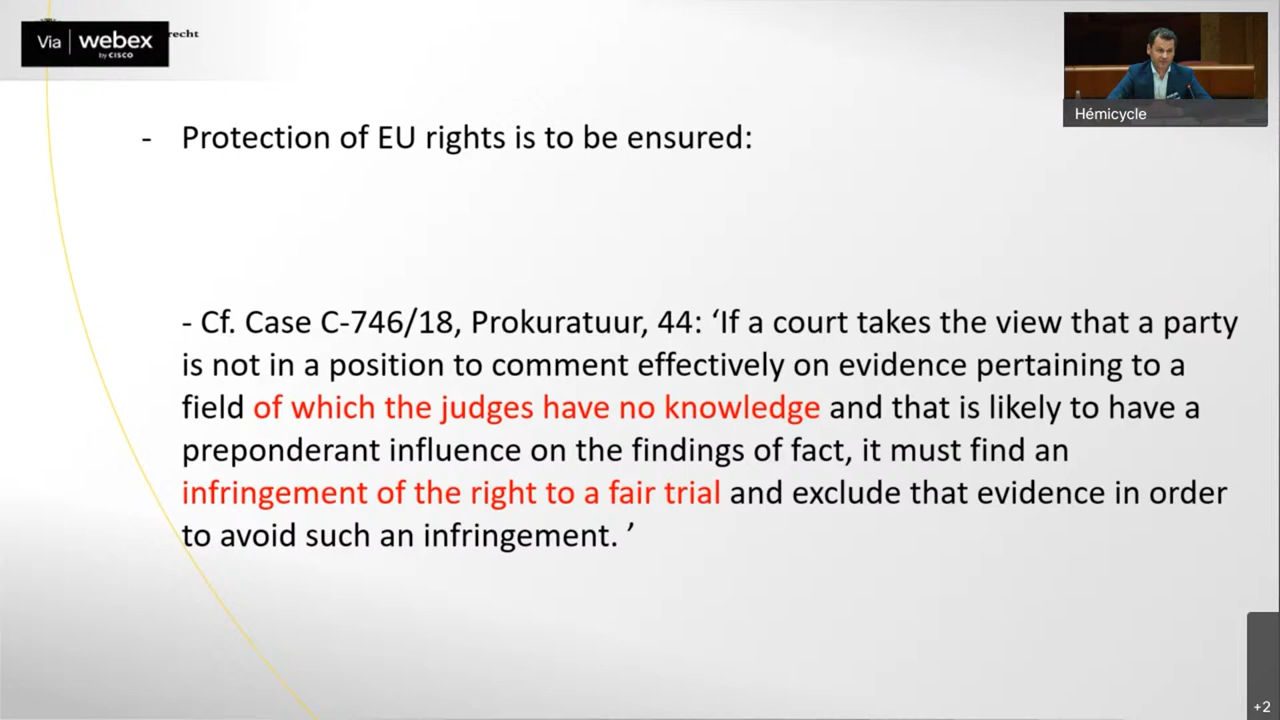 Via webex
by CISCO
recht
Hémicycle
- Protection of EU rights is to be ensured:
- Cf. Case C-746/18, Prokuratuur, 44: ‘If a court takes the view that a party
is not in a position to comment effectively on evidence pertaining to a
field of which the judges have no knowledge and that is likely to have a
preponderant influence on the findings of fact, it must find an
infringement of the right to a fair trial and exclude that evidence in order
to avoid such an infringement. ’
+2